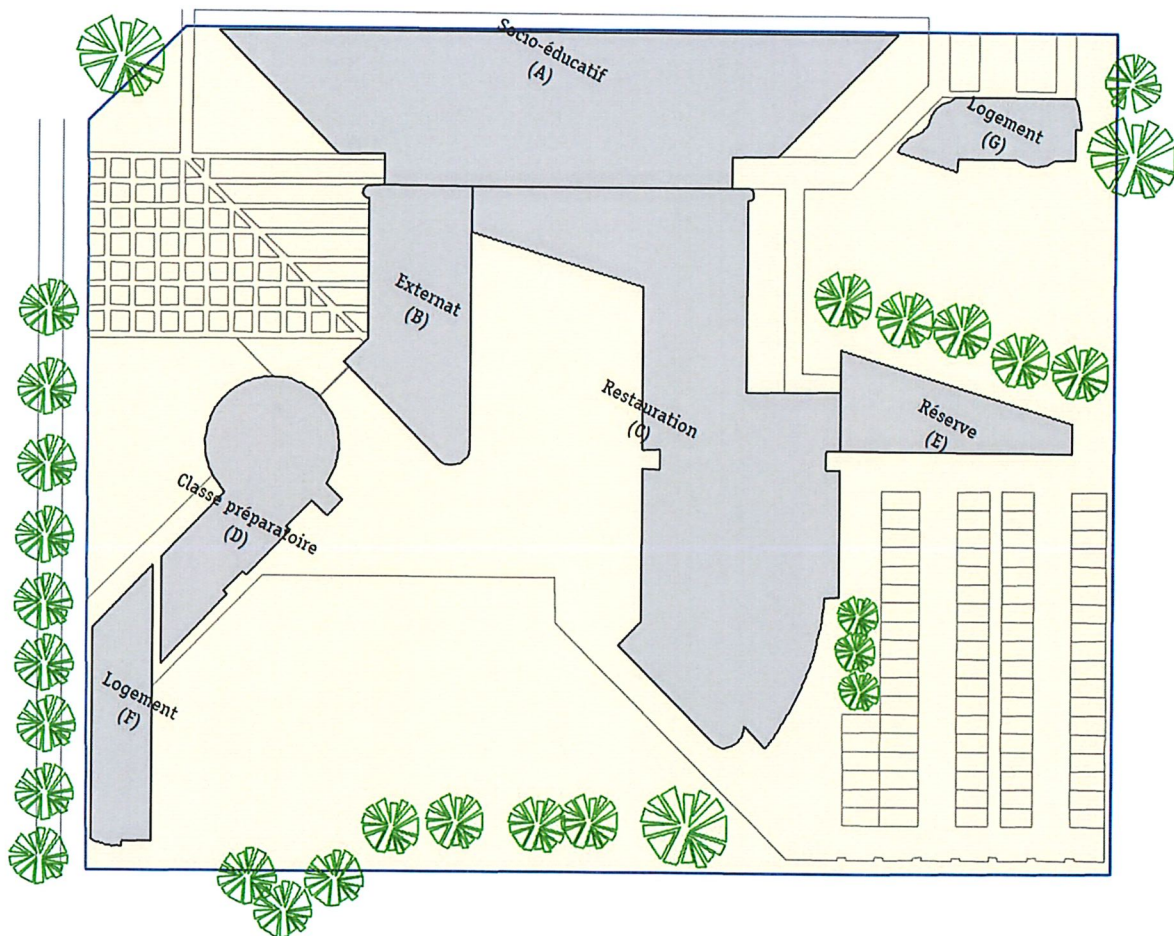 Socio-éducatif
(A)
Logement
(G)
Externat
(B)
Restauration
(C)
Réserve
(E)
Classe préparatoire
(D)
Logement
(F)